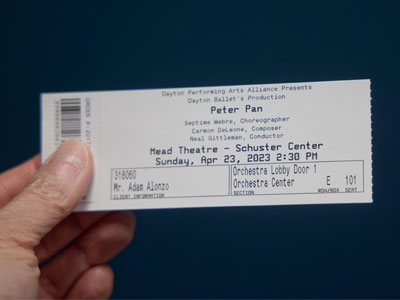 Dayton Performing Arts Alliance Presents
Dayton Ballet's Production
Peter Pan
Septime Webre, Choreographer
Carmon DeLeone, Composer
Neal Gittleman, Conductor
Mead Theatre - Schuster Center
Sunday, Apr 23, 2023 2:30 PM
318060
Mr. Adam Alonzo
CLIENT INFORMATION
Orchestra Lobby Door 1
Orchestra Center E 101
SECTION ROW/BOX SEAT
ORDER #